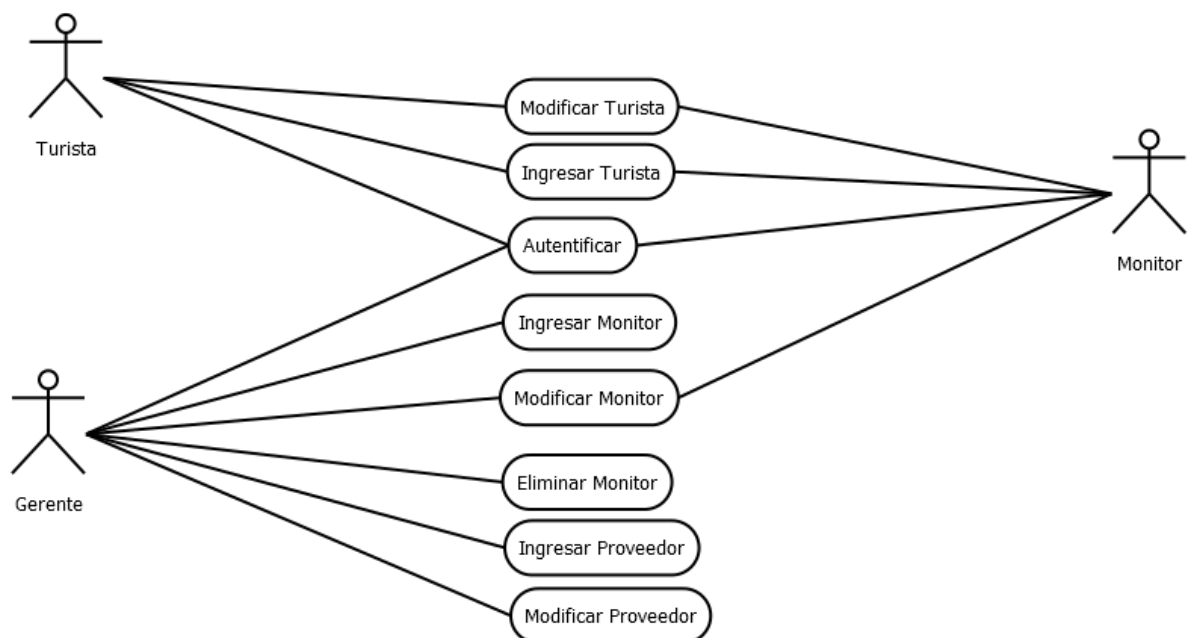 Turista
Modificar Turista
Ingresar Turista
Autentificar
Monitor
Ingresar Monitor
Modificar Monitor
Gerente
Eliminar Monitor
Ingresar Proveedor
Modificar Proveedor